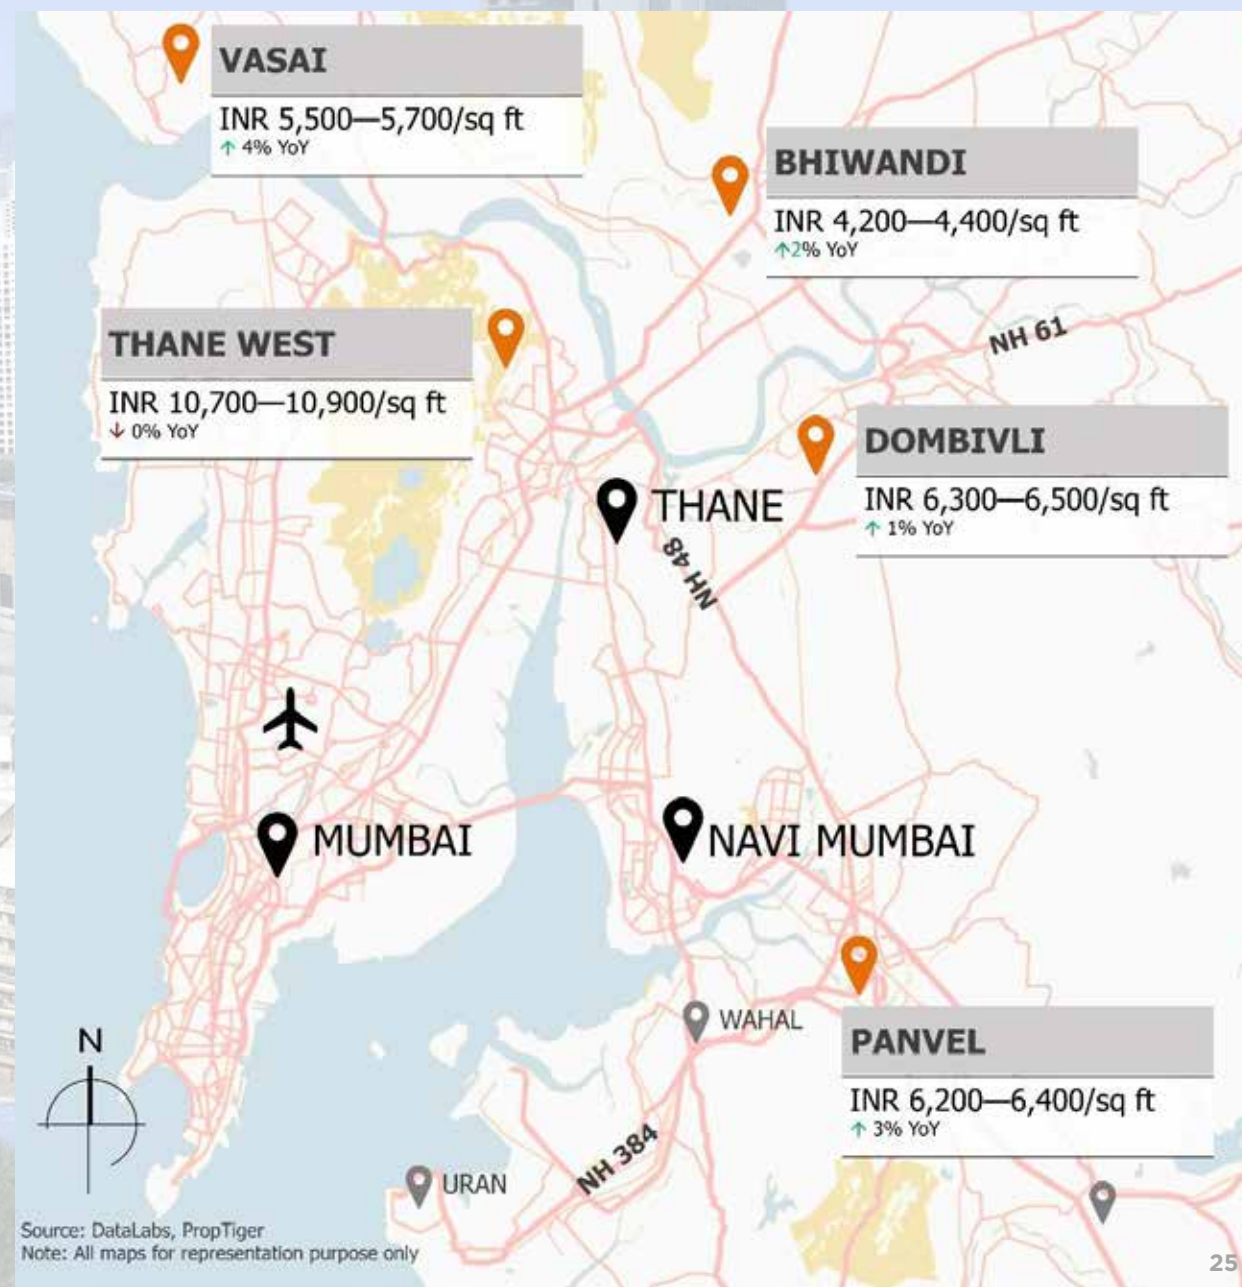 VASAI
INR 5,500—5,700/sq ft
↑ 4% YoY
BHIWANDI
INR 4,200—4,400/sq ft
↑2% YoY
THANE WEST
INR 10,700—10,900/sq ft
↓ 0% YoY
NH 61
DOMBIVLI
INR 6,300—6,500/sq ft
↑ 1% YoY
THANE
NH 48
MUMBAI
NAVI MUMBAI
WAHAL
PANVEL
INR 6,200—6,400/sq ft
↑ 3% YoY
N
NH 384
URAN
Source: DataLabs, PropTiger
Note: All maps for representation purpose only
25